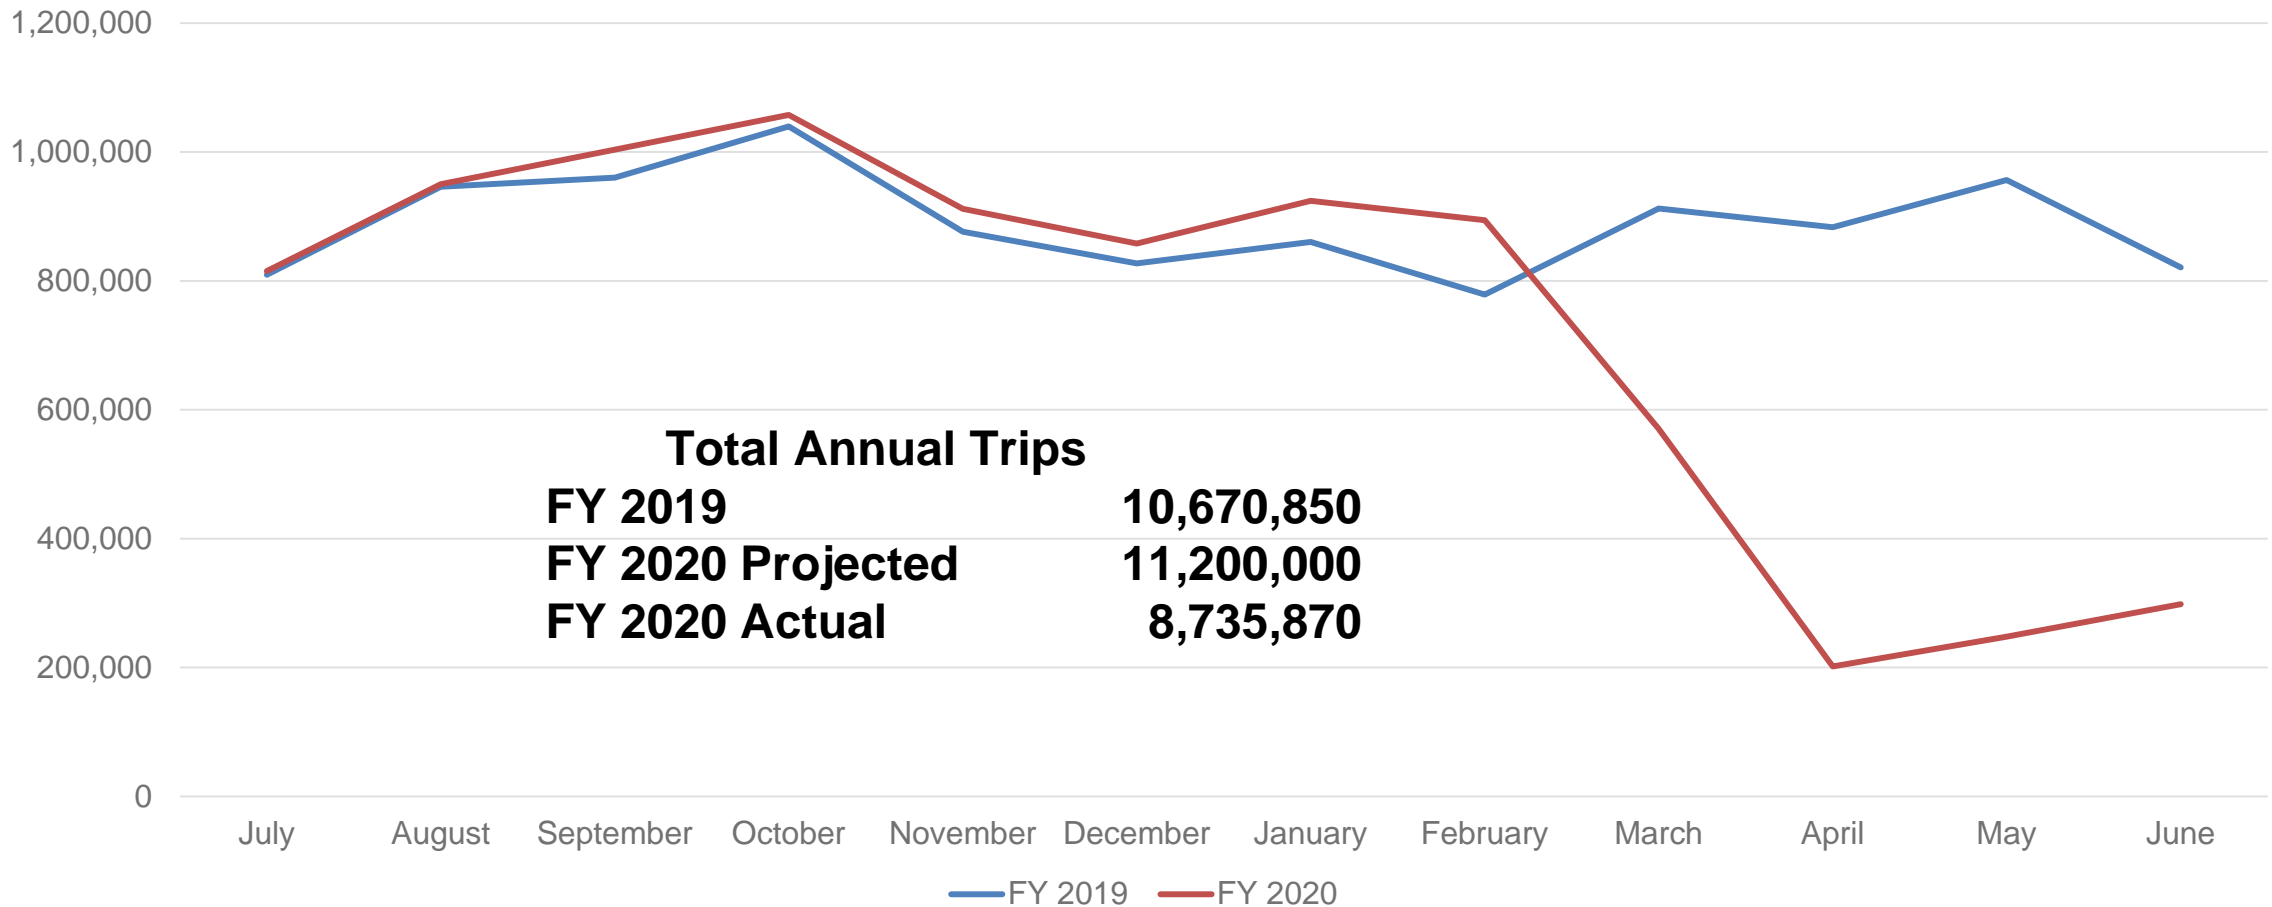 1,200,000
1,000,000
800,000
600,000
400,000
200,000
0
Total Annual Trips
FY 2019 10,670,850
FY 2020 Projected 11,200,000
FY 2020 Actual 8,735,870
July August September October November December January February March April May June
FY 2019 FY 2020